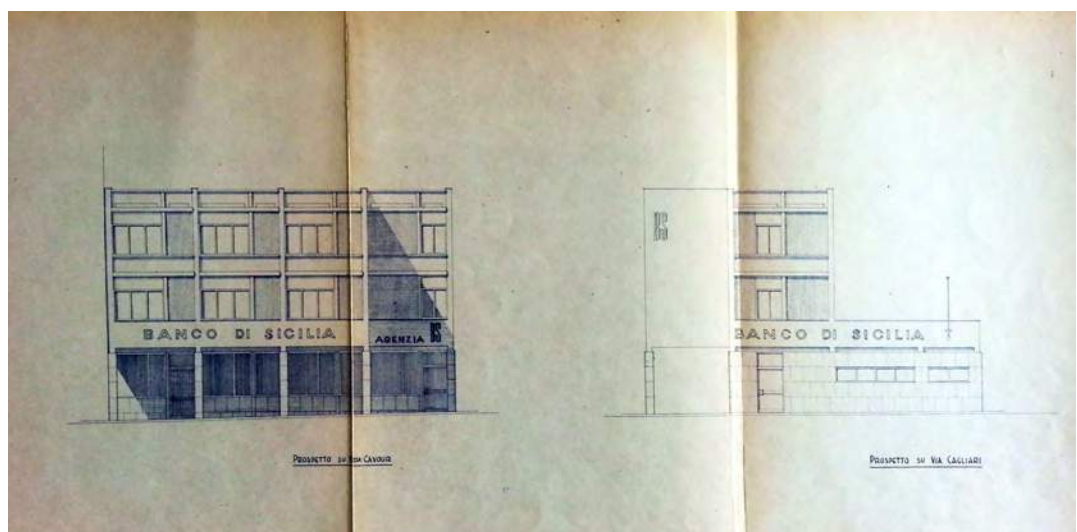 BANCO DI SICILIA
AGENZIA
PROSPETTO SU VIA CAVOUR
BANCO DI SICILIA
PROSPETTO SU VIA CAGLIARI